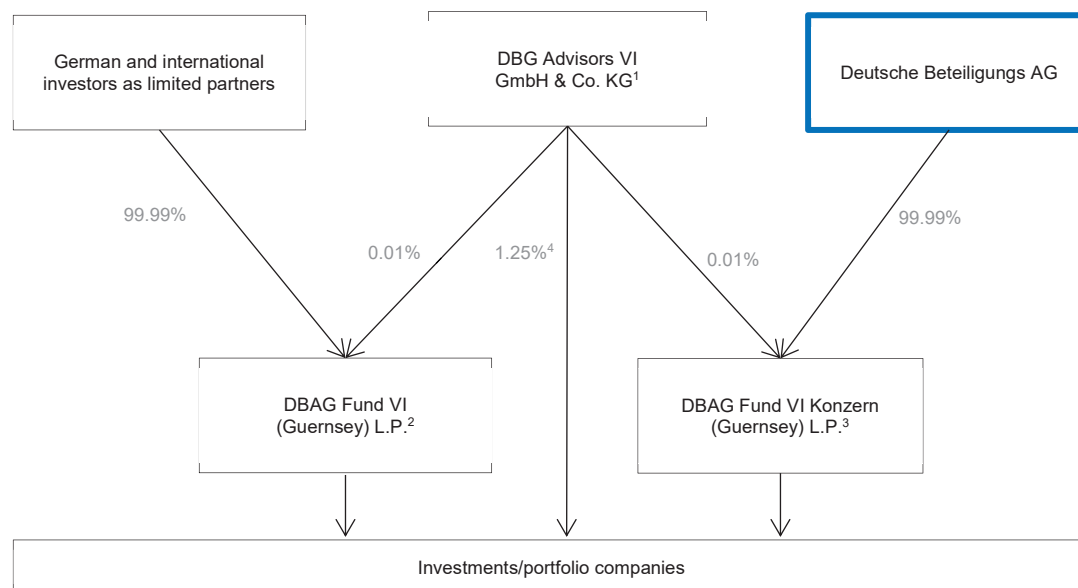 German and international
investors as limited partners
DBG Advisors VI
GmbH & Co. KG¹
Deutsche Beteiligungs AG
99.99%
0.01%
1.25%⁴
0.01%
99.99%
DBAG Fund VI
(Guernsey) L.P.²
DBAG Fund VI Konzern
(Guernsey) L.P.³
Investments/portfolio companies